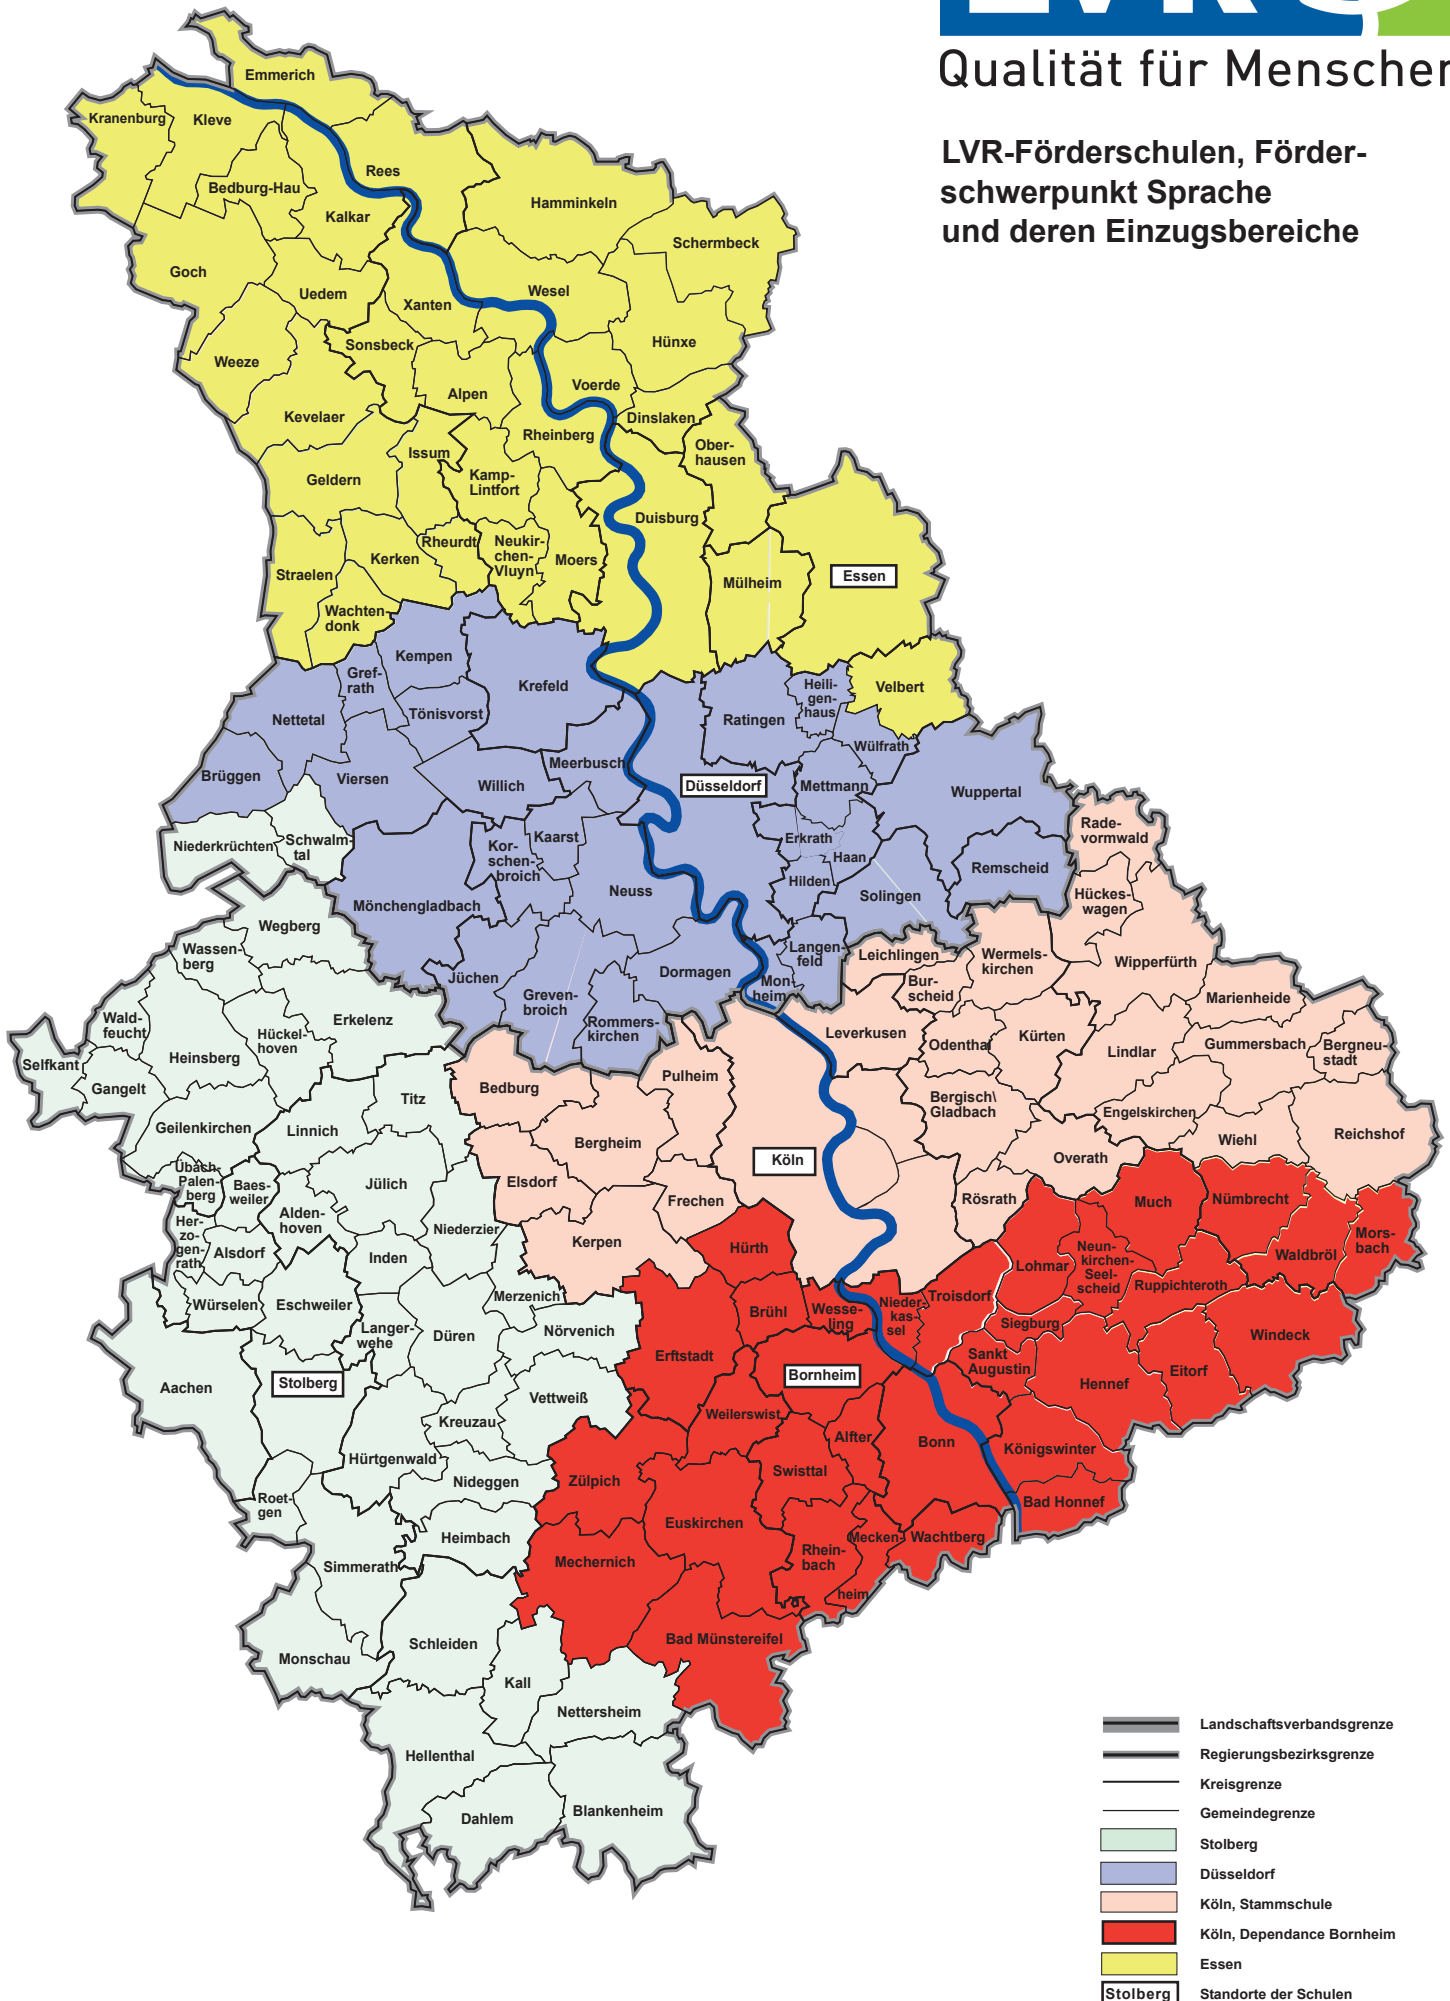 LVR
Qualität für Menschen
LVR-Förderschulen, Förder-
schwerpunkt Sprache
und deren Einzugsbereiche
Emmerich
Kranenburg
Kleve
Rees
Bedburg-Hau
Kalkar
Hamminkeln
Schermbeck
Goch
Uedem
Xanten
Wesel
Hünxe
Sonsbeck
Weeze
Alpen
Voerde
Kevelaer
Dinslaken
Rheinberg
Ober-
hausen
Issum
Geldern
Kamp-
Lintfort
Duisburg
Rheurdt
Neukir-
chen-
Vluyn
Moers
Kerken
Straelen
Mülheim
Essen
Wachten-
donk
Kempen
Gref-
rath
Krefeld
Velbert
Heili-
gen-
haus
Nettetal
Tönisvorst
Ratingen
Wülfrath
Brüggen
Viersen
Willich
Meerbusch
Düsseldorf
Mettmann
Wuppertal
Niederkrüchten
Schwalm-
tal
Kor-
schen-
broich
Kaarst
Erkrath
Haan
Rade-
vormwald
Remscheid
Hilden
Solingen
Neuss
Mönchengladbach
Hückes-
wagen
Wegberg
Wassen-
berg
Langen-
feld
Leichlingen
Wermels-
kirchen
Wipperfürth
Jüchen
Dormagen
Mon-
heim
Bur-
scheid
Greven-
broich
Marienheide
Wald-
feucht
Erkelenz
Rommers-
kirchen
Leverkusen
Kürten
Hückel-
hoven
Odenthal
Gummersbach
Bergneu-
stadt
Heinsberg
Lindlar
Selfkant
Gangelt
Bedburg
Pulheim
Titz
Bergisch\
Gladbach
Engelskirchen
Geilenkirchen
Linnich
Bergheim
Wiehl
Reichshof
Köln
Overath
Übach-
Palen-
berg
Baes-
weiler
Jülich
Elsdorf
Frechen
Rösrath
Much
Nümbrecht
Alden-
hoven
Her-
zo-
gen-
rath
Niederzier
Kerpen
Hürth
Alsdorf
Inden
Lohmar
Neun-
kirchen-
Seel-
scheid
Waldbröl
Mors-
bach
Ruppichteroth
Würselen
Eschweiler
Merzenich
Brühl
Wesse-
ling
Nieder-
kas-
sel
Troisdorf
Siegburg
Langer-
wehe
Düren
Nörvenich
Windeck
Erftstadt
Sankt
Augustin
Aachen
Stolberg
Bornheim
Hennef
Eitorf
Vettweiß
Kreuzau
Weilerswist
Alfter
Bonn
Königswinter
Hürtgenwald
Nideggen
Zülpich
Swisttal
Roet-
gen
Bad Honnef
Euskirchen
Heimbach
Mecken-
heim
Wachtberg
Rhein-
bach
Simmerath
Mechernich
Schleiden
Bad Münstereifel
Monschau
Kall
Nettersheim
Hellenthal
Dahlem
Blankenheim
Landschaftsverbandsgrenze
Regierungsbezirksgrenze
Kreisgrenze
Gemeindegrenze
Stolberg
Düsseldorf
Köln, Stammschule
Köln, Dependance Bornheim
Essen
Stolberg Standorte der Schulen